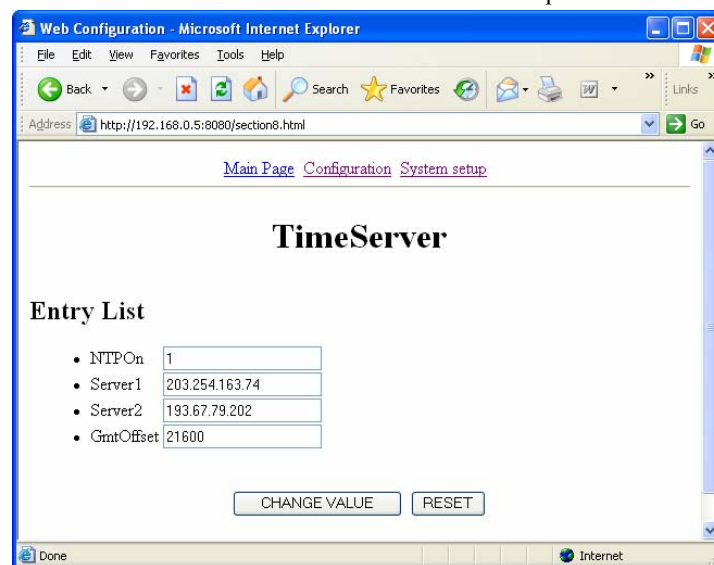 Web Configuration - Microsoft Internet Explorer
File Edit View Favorites Tools Help
Back Search Favorites W » Links »
Address http://192.168.0.5:8080/section8.html Go
Main Page Configuration System setup
TimeServer
Entry List
• NTPOn 1
• Server1 203.254.163.74
• Server2 193.67.79.202
• GmtOffset 21600
CHANGE VALUE RESET
Done Internet